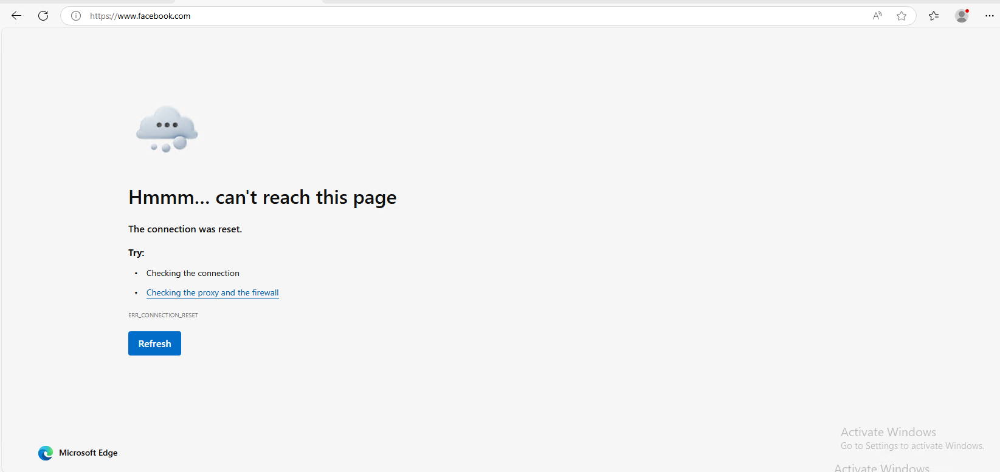 https://www.facebook.com
Hmmm... can't reach this page
The connection was reset.
Try:
• Checking the connection
• Checking the proxy and the firewall
ERR_CONNECTION_RESET
Refresh
Activate Windows
Go to Settings to activate Windows.
Microsoft Edge
Activate Windows